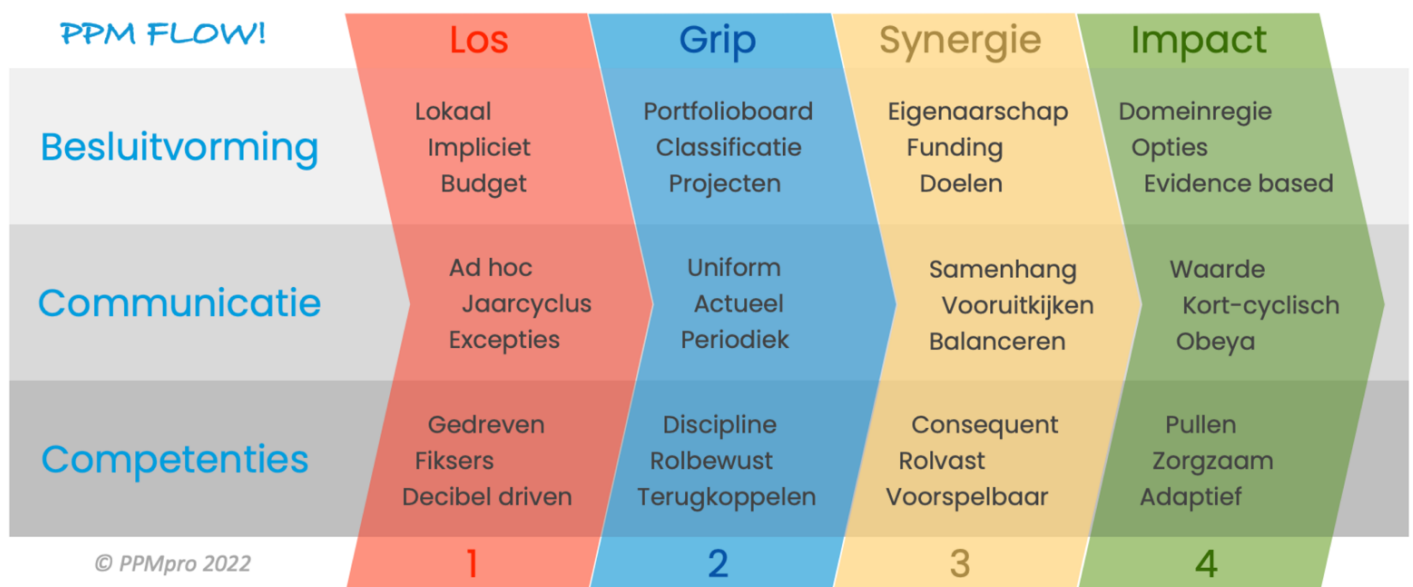 PPM FLOW!
Los
Grip
Synergie
Impact
Besluitvorming
Lokaal
Impliciet
Budget
Portfolioboard
Classificatie
Projecten
Eigenaarschap
Funding
Doelen
Domeinregie
Opties
Evidence based
Communicatie
Ad hoc
Jaarcyclus
Excepties
Uniform
Actueel
Periodiek
Samenhang
Vooruitkijken
Balanceren
Waarde
Kort-cyclisch
Obeya
Competenties
Gedreven
Fiksers
Decibel driven
Discipline
Rolbewust
Terugkoppelen
Consequent
Rolvast
Voorspelbaar
Pullen
Zorgzaam
Adaptief
© PPMpro 2022
1
2
3
4